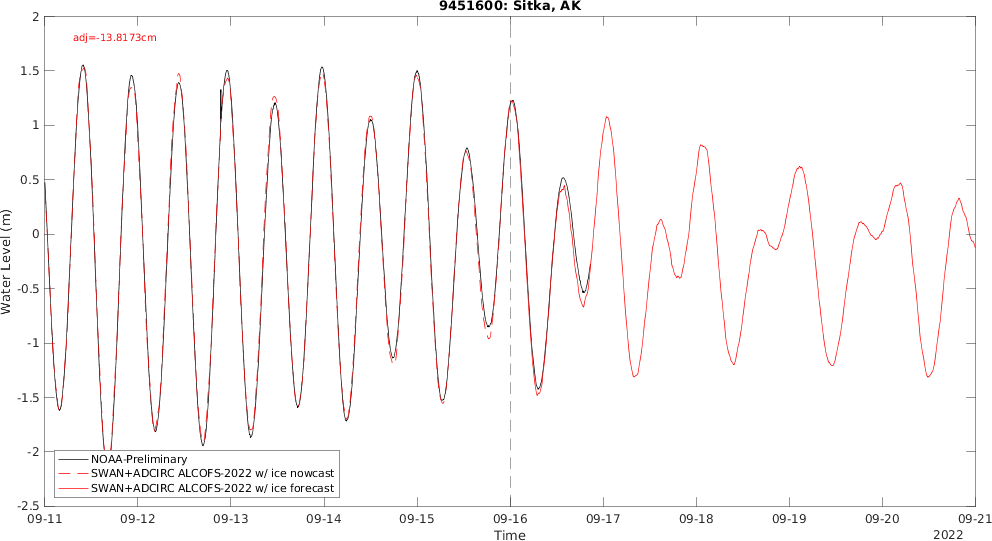 9451600: Sitka, AK
adj=-13.8173cm
2
1.5
1
0.5
0
-0.5
-1
-1.5
-2
-2.5
Water Level (m)
NOAA-Preliminary
SWAN+ADCIRC ALCOFS-2022 w/ ice nowcast
SWAN+ADCIRC ALCOFS-2022 w/ ice forecast
09-11 09-12 09-13 09-14 09-15 09-16 09-17 09-18 09-19 09-20 09-21
Time
2022